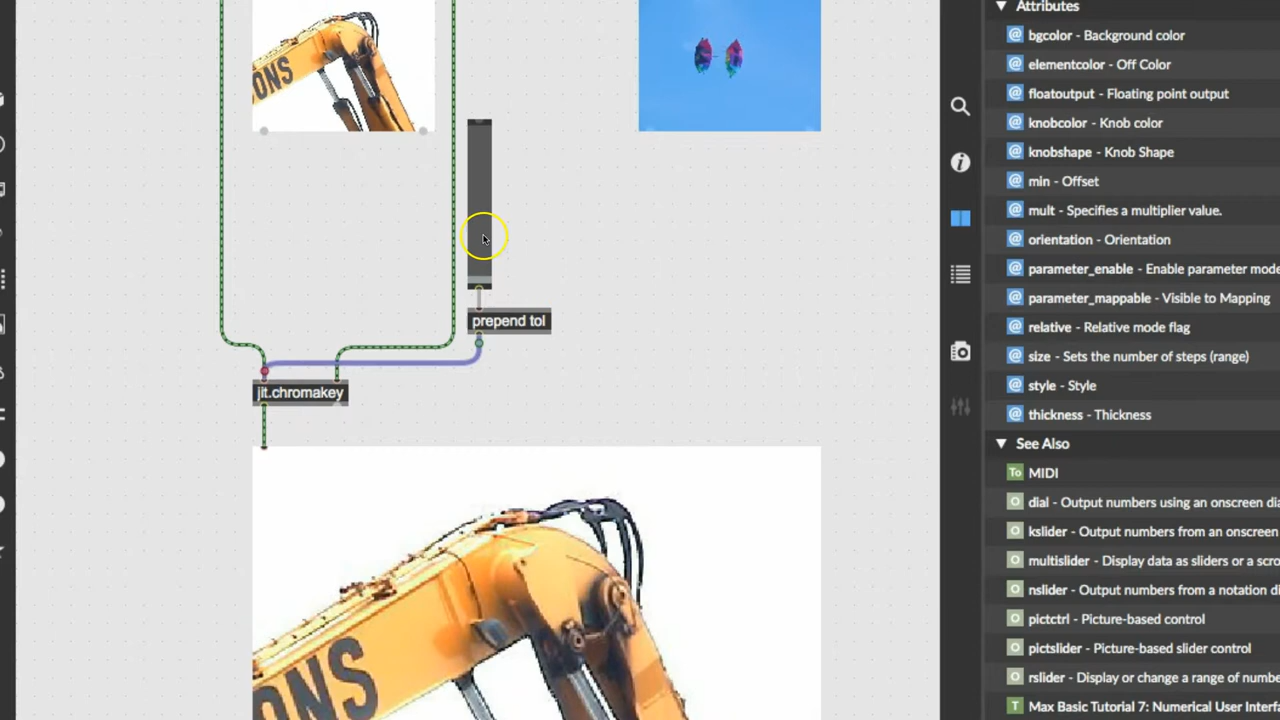 ONS
prepend tol
jit.chromakey
ONS
Attributes
bgcolor - Background color
elementcolor - Off Color
floatoutput - Floating point output
knobcolor - Knob color
knobshape - Knob Shape
min - Offset
mult - Specifies a multiplier value.
orientation - Orientation
parameter_enable - Enable parameter mode
parameter_mappable - Visible to Mapping
relative - Relative mode flag
size - Sets the number of steps (range)
style - Style
thickness - Thickness
See Also
To MIDI
dial - Output numbers using an onscreen dia
kslider - Output numbers from an onscreen
multislider - Display data as sliders or a scro
nslider - Output numbers from a notation di
pictctrl - Picture-based control
pictslider - Picture-based slider control
rslider - Display or change a range of numbe
T Max Basic Tutorial 7: Numerical User Interfa